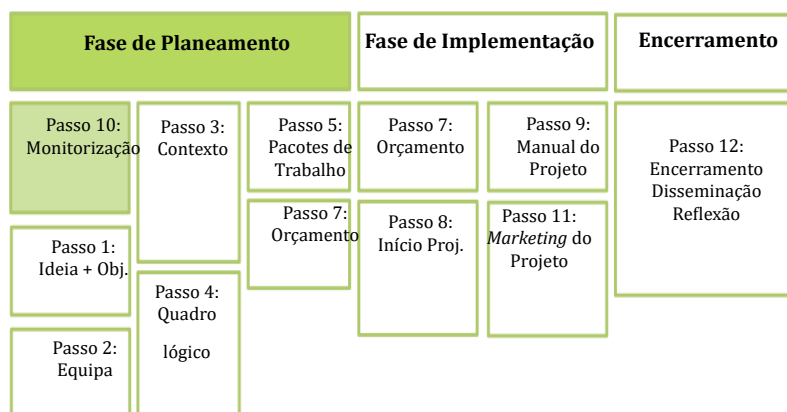 Fase de Planeamento
Fase de Implementação
Encerramento
Passo 10:
Monitorização
Passo 1:
Ideia + Obj.
Passo 2:
Equipa
Passo 3:
Contexto
Passo 4:
Quadro
lógico
Passo 5:
Pacotes de
Trabalho
Passo 7:
Orçamento
Passo 7:
Orçamento
Passo 8:
Início Proj.
Passo 9:
Manual do
Projeto
Passo 11:
Marketing do
Projeto
Passo 12:
Encerramento
Disseminação
Reflexão